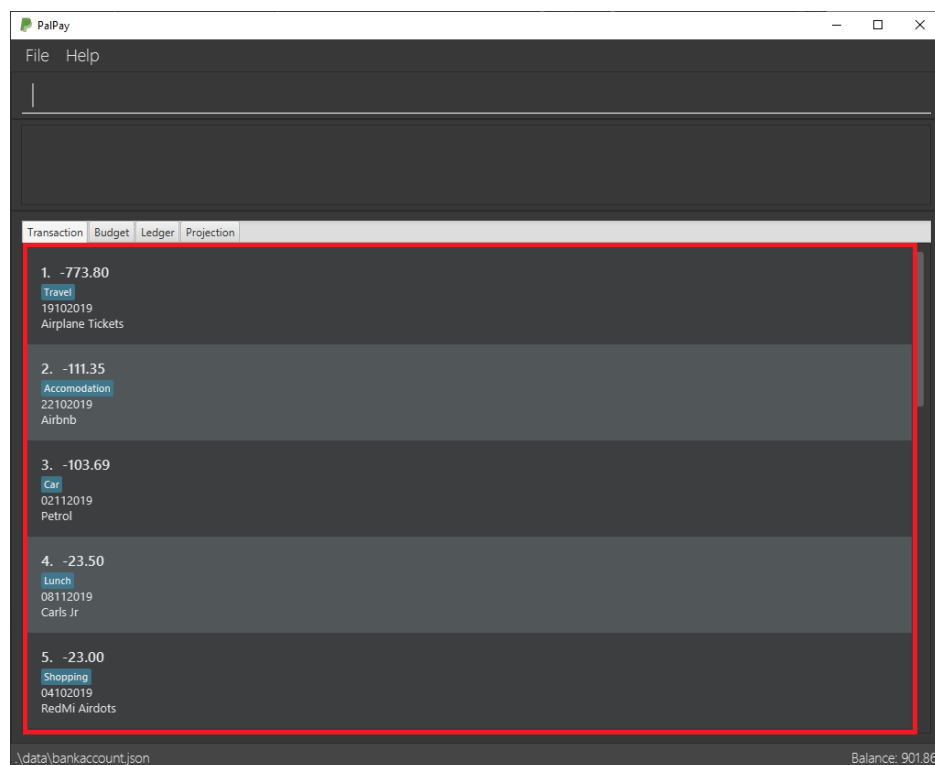 PalPay
File Help
Transaction Budget Ledger Projection
1. -773.80
Travel
19102019
Airplane Tickets
2. -111.35
Accomodation
22102019
Airbnb
3. -103.69
Car
02112019
Petrol
4. -23.50
Lunch
08112019
Carls Jr
5. -23.00
Shopping
04102019
RedMi Airdots
.\data\bankaccount.json Balance: 901.86